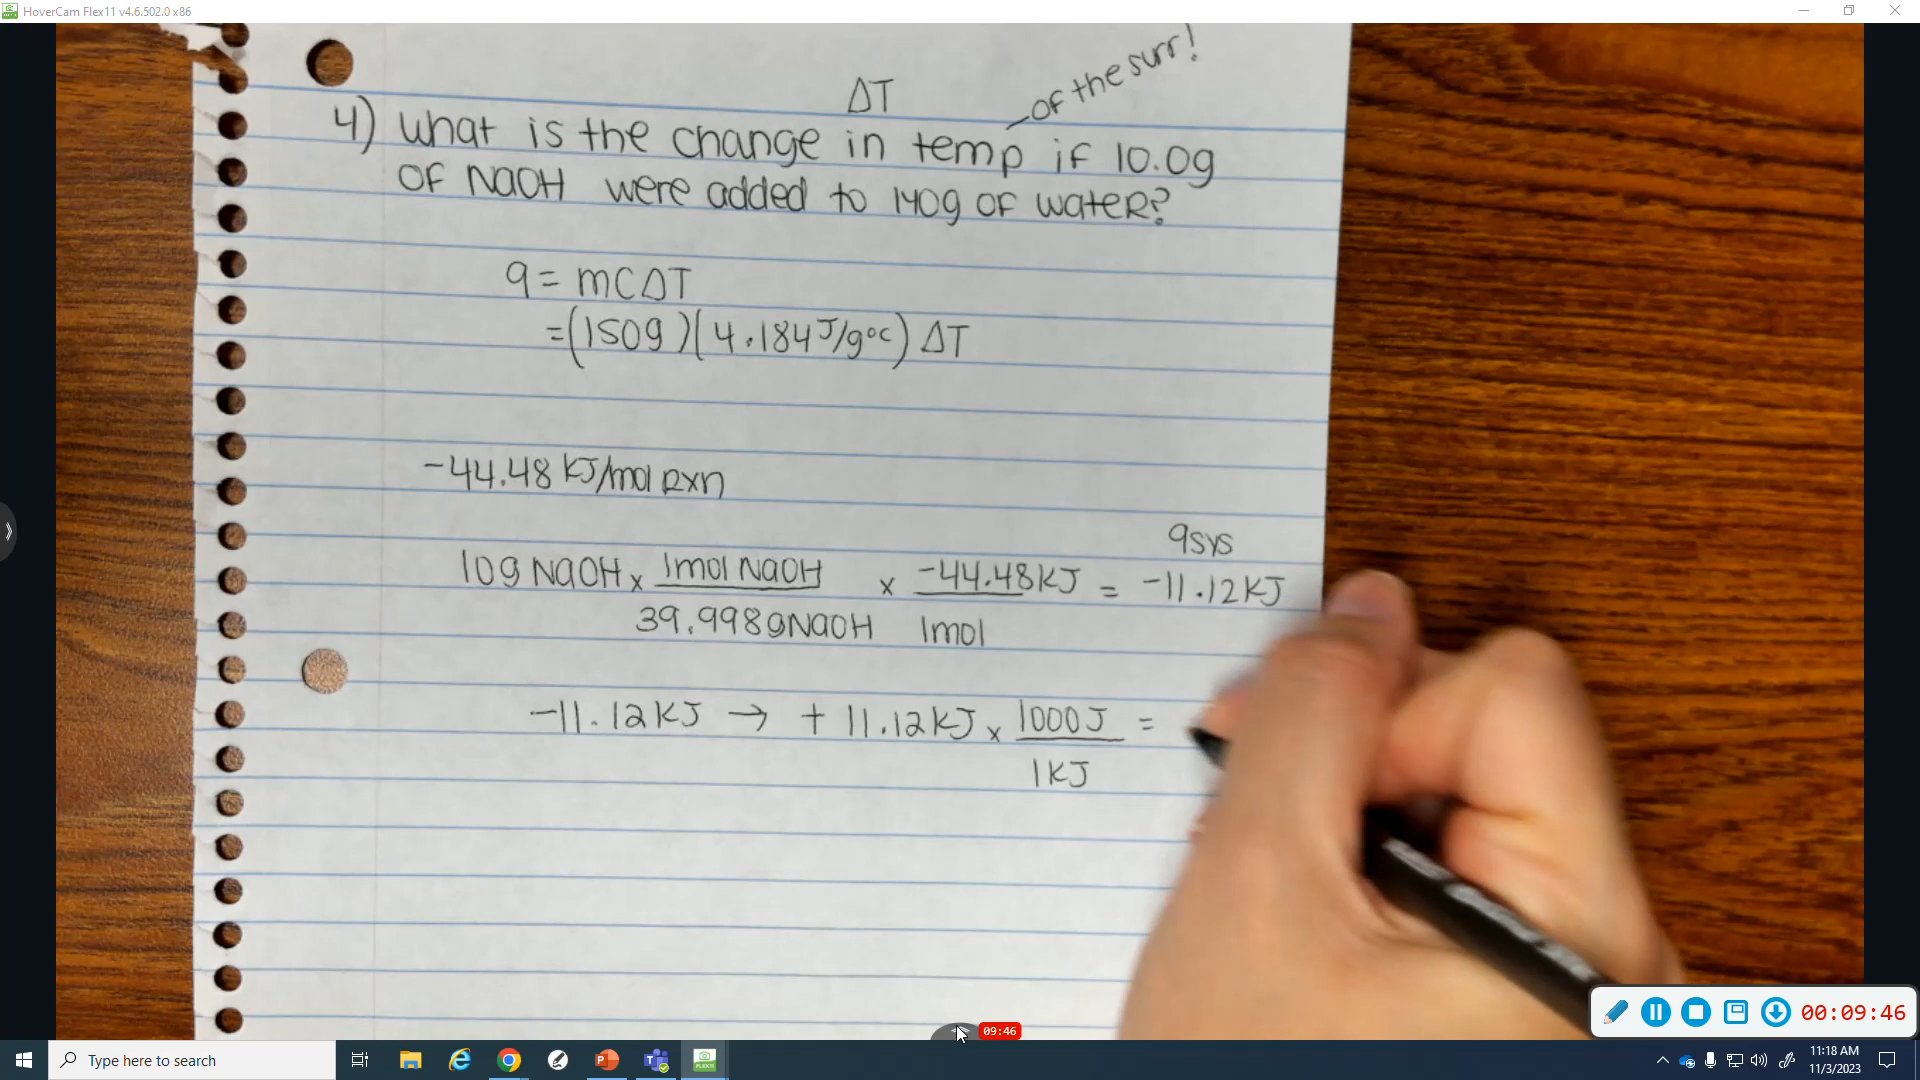 HoverCam Flex11 v4.6.502.0 x86
ΔT
of the surr!
4) What is the change in temp if 10.0g
of NaOH were added to 140g of water?
q = mCΔT
=(150g)(4.184J/g°C) ΔT
-44.48 KJ/mol rxn
qsys
10g NaOH x 1mol NaOH x -44.48KJ = -11.12KJ
39.998gNaOH 1mol
-11.12KJ → + 11.12KJ x 1000J =
1KJ
00:09:46
09:46
Type here to search
11:18 AM
11/3/2023